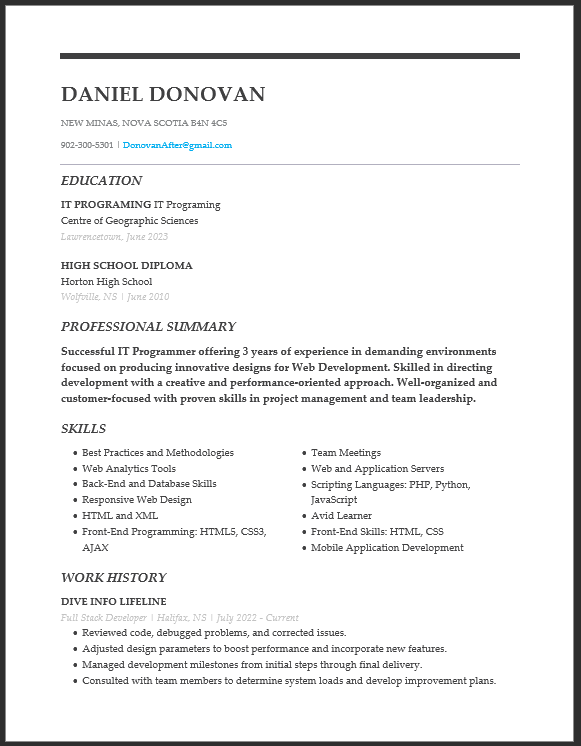 DANIEL DONOVAN
NEW MINAS, NOVA SCOTIA B4N 4C5
902-300-5301 | DonovanAfter@gmail.com
EDUCATION
IT PROGRAMING IT Programing
Centre of Geographic Sciences
Lawrencetown, June 2023
HIGH SCHOOL DIPLOMA
Horton High School
Wolfville, NS | June 2010
PROFESSIONAL SUMMARY
Successful IT Programmer offering 3 years of experience in demanding environments
focused on producing innovative designs for Web Development. Skilled in directing
development with a creative and performance-oriented approach. Well-organized and
customer-focused with proven skills in project management and team leadership.
SKILLS
• Best Practices and Methodologies
• Web Analytics Tools
• Back-End and Database Skills
• Responsive Web Design
• HTML and XML
• Front-End Programming: HTML5, CSS3,
AJAX
• Team Meetings
• Web and Application Servers
• Scripting Languages: PHP, Python,
JavaScript
• Avid Learner
• Front-End Skills: HTML, CSS
• Mobile Application Development
WORK HISTORY
DIVE INFO LIFELINE
Full Stack Developer | Halifax, NS | July 2022 - Current
• Reviewed code, debugged problems, and corrected issues.
• Adjusted design parameters to boost performance and incorporate new features.
• Managed development milestones from initial steps through final delivery.
• Consulted with team members to determine system loads and develop improvement plans.